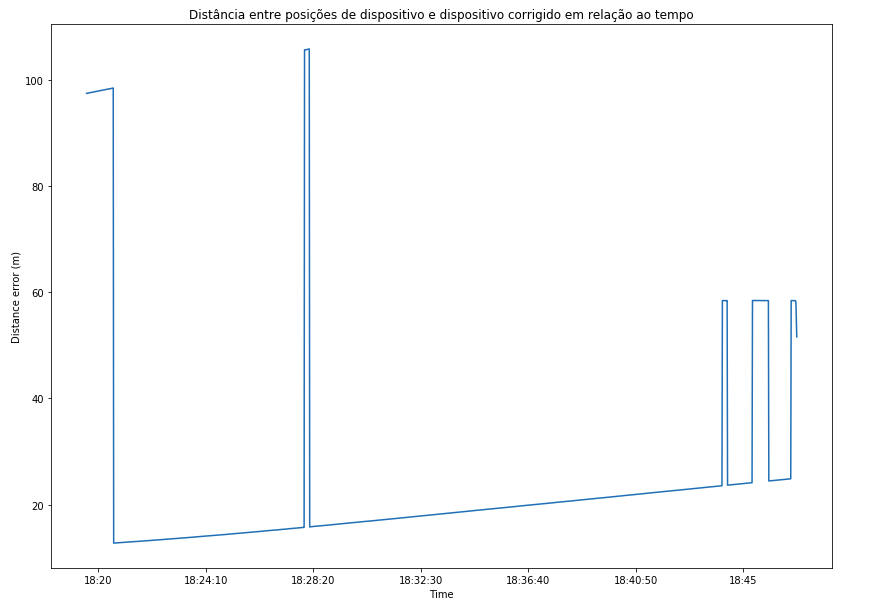 Distância entre posições de dispositivo e dispositivo corrigido em relação ao tempo
100
80
60
40
20
Distance error (m)
18:20 18:24:10 18:28:20 18:32:30 18:36:40 18:40:50 18:45
Time